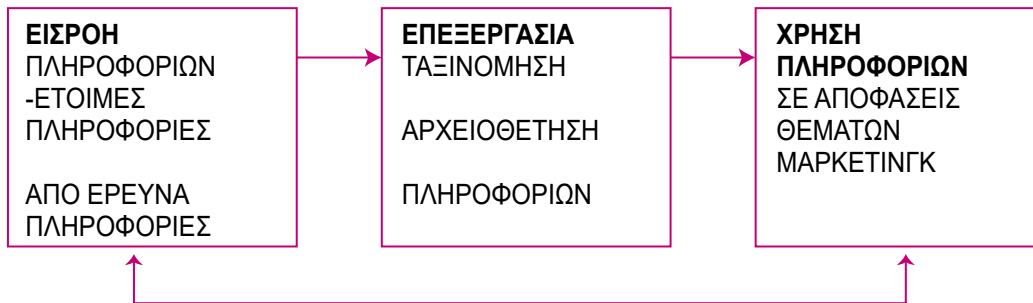 ΕΙΣΡΟΗ
ΠΛΗΡΟΦΟΡΙΩΝ
-ΕΤΟΙΜΕΣ
ΠΛΗΡΟΦΟΡΙΕΣ
ΑΠΟ ΕΡΕΥΝΑ
ΠΛΗΡΟΦΟΡΙΕΣ
ΕΠΕΞΕΡΓΑΣΙΑ
ΤΑΞΙΝΟΜΗΣΗ
ΑΡΧΕΙΟΘΕΤΗΣΗ
ΠΛΗΡΟΦΟΡΙΩΝ
ΧΡΗΣΗ
ΠΛΗΡΟΦΟΡΙΩΝ
ΣΕ ΑΠΟΦΑΣΕΙΣ
ΘΕΜΑΤΩΝ
ΜΑΡΚΕΤΙΝΓΚ